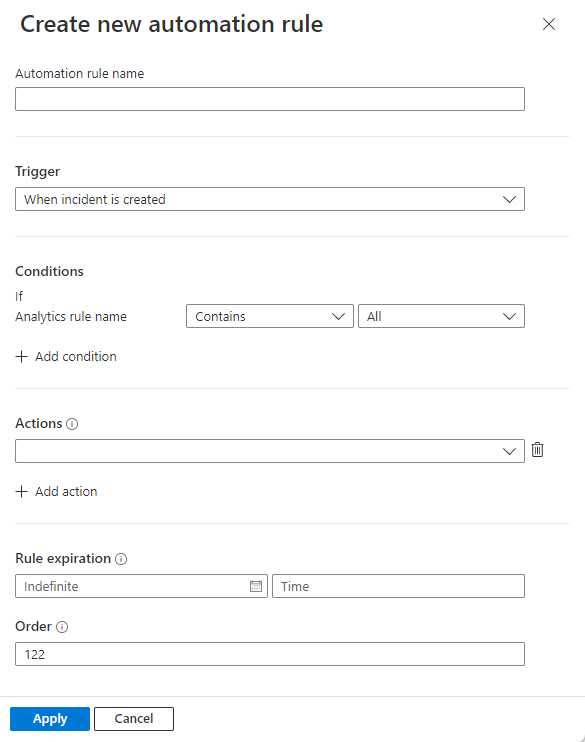 Create new automation rule
Automation rule name
Trigger
When incident is created
Conditions
If
Analytics rule name Contains All
Add condition
Actions
Add action
Rule expiration
Indefinite Time
Order
122
Apply Cancel